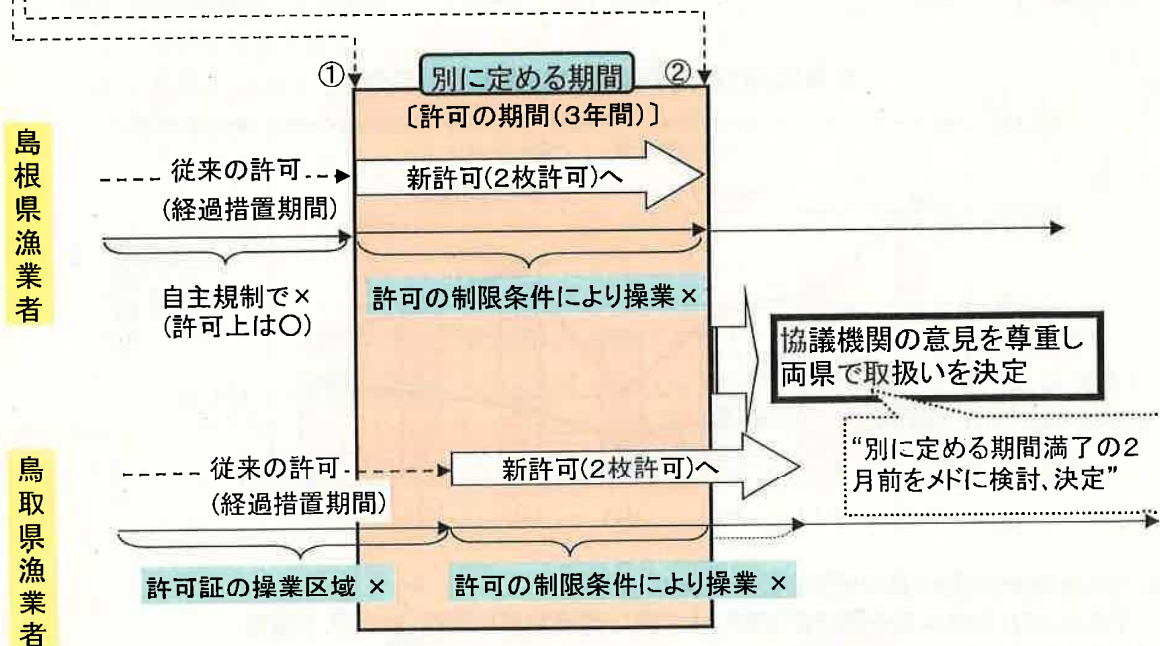 ① 別に定める期間 ②
〔許可の期間(3年間)〕
島根県漁業者
従来の許可
(経過措置期間)
新許可(2枚許可)へ
自主規制で×
(許可上は〇)
許可の制限条件により操業×
協議機関の意見を尊重し
両県で取扱いを決定
“別に定める期間満了の2
月前をメドに検討、決定”
鳥取県漁業者
従来の許可
(経過措置期間)
新許可(2枚許可)へ
許可証の操業区域 ×
許可の制限条件により操業 ×